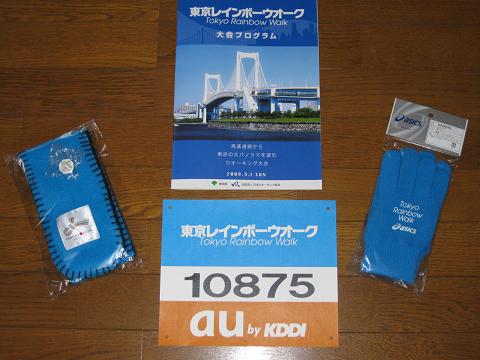 東京レインボーウオーク
Tokyo Rainbow Walk
大会プログラム
高速道路から
東京の大パノラマを望む
ウオーキング大会
2009.3.1 SUN
asics
Tokyo
Rainbow
Walk
asics
東京レインボーウオーク
Tokyo Rainbow Walk
10875
au by KDDI